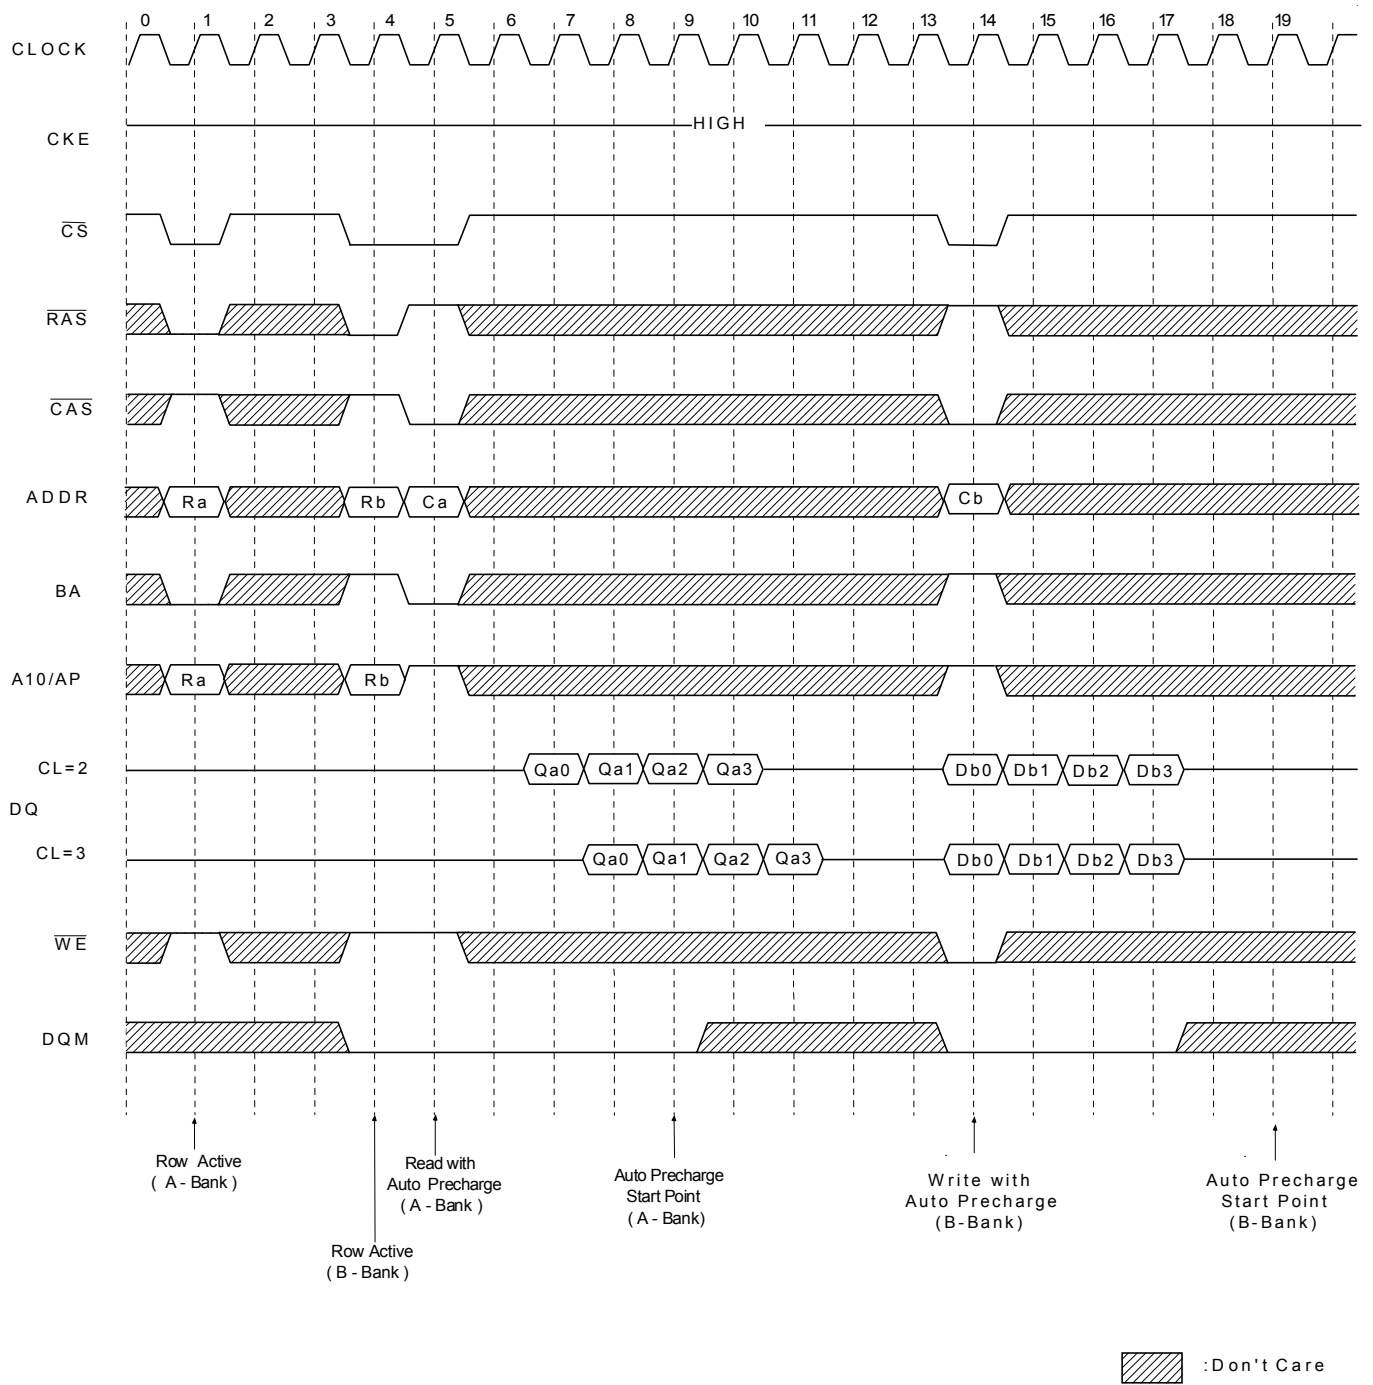 0 1 2 3 4 5 6 7 8 9 10 11 12 13 14 15 16 17 18 19
CLOCK
HIGH
CKE
CS
RAS
CAS
ADDR Ra Rb Ca Cb
BA
A10/AP Ra Rb
CL=2 Qa0 Qa1 Qa2 Qa3 Db0 Db1 Db2 Db3
DQ
CL=3 Qa0 Qa1 Qa2 Qa3 Db0 Db1 Db2 Db3
WE
DQM
Row Active
( A - Bank )
Row Active
( B - Bank )
Read with
Auto Precharge
( A - Bank )
Auto Precharge
Start Point
( A - Bank)
Write with
Auto Precharge
(B-Bank)
Auto Precharge
Start Point
(B-Bank)
:Don't Care